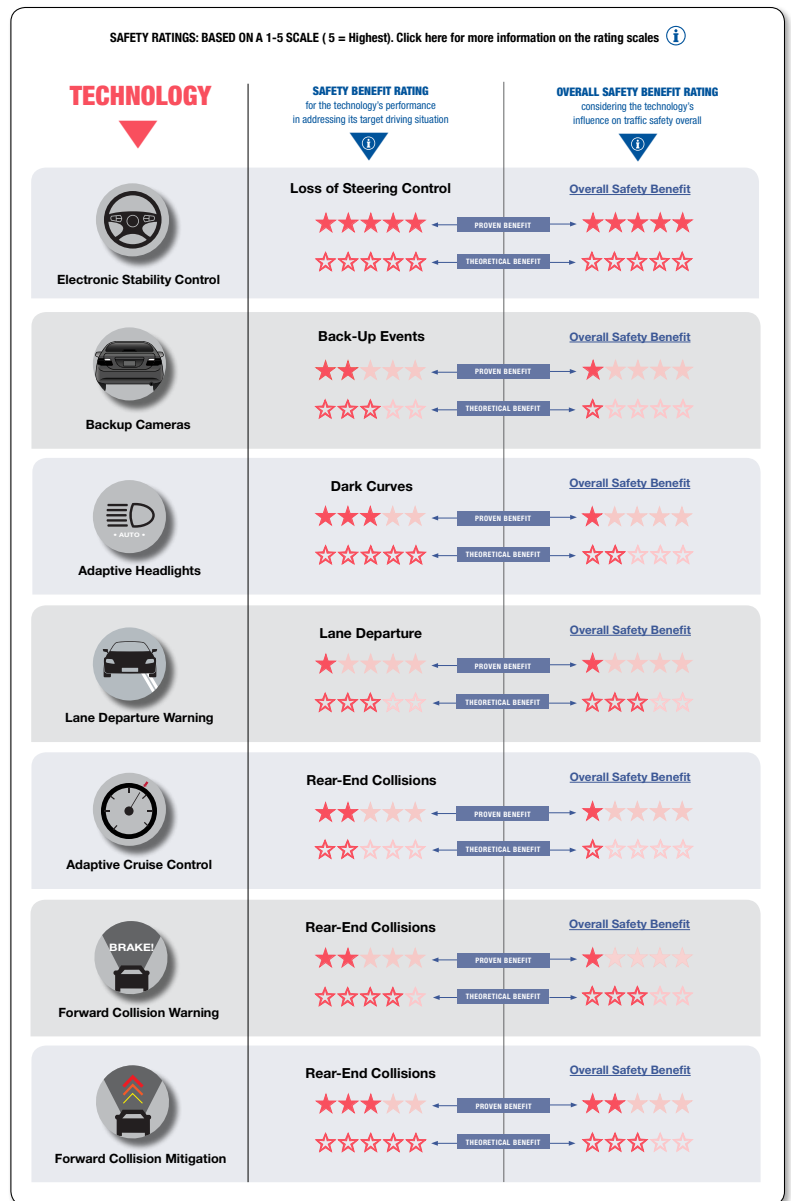 SAFETY RATINGS: BASED ON A 1-5 SCALE ( 5 = Highest). Click here for more information on the rating scales i
TECHNOLOGY
SAFETY BENEFIT RATING
for the technology's performance
in addressing its target driving situation
i
OVERALL SAFETY BENEFIT RATING
considering the technology's
influence on traffic safety overall
i
Electronic Stability Control
Loss of Steering Control
Overall Safety Benefit
PROVEN BENEFIT
THEORETICAL BENEFIT
Backup Cameras
Back-Up Events
Overall Safety Benefit
PROVEN BENEFIT
THEORETICAL BENEFIT
• AUTO •
Adaptive Headlights
Dark Curves
Overall Safety Benefit
PROVEN BENEFIT
THEORETICAL BENEFIT
Lane Departure Warning
Lane Departure
Overall Safety Benefit
PROVEN BENEFIT
THEORETICAL BENEFIT
Adaptive Cruise Control
Rear-End Collisions
Overall Safety Benefit
PROVEN BENEFIT
THEORETICAL BENEFIT
BRAKE!
Forward Collision Warning
Rear-End Collisions
Overall Safety Benefit
PROVEN BENEFIT
THEORETICAL BENEFIT
Forward Collision Mitigation
Rear-End Collisions
Overall Safety Benefit
PROVEN BENEFIT
THEORETICAL BENEFIT